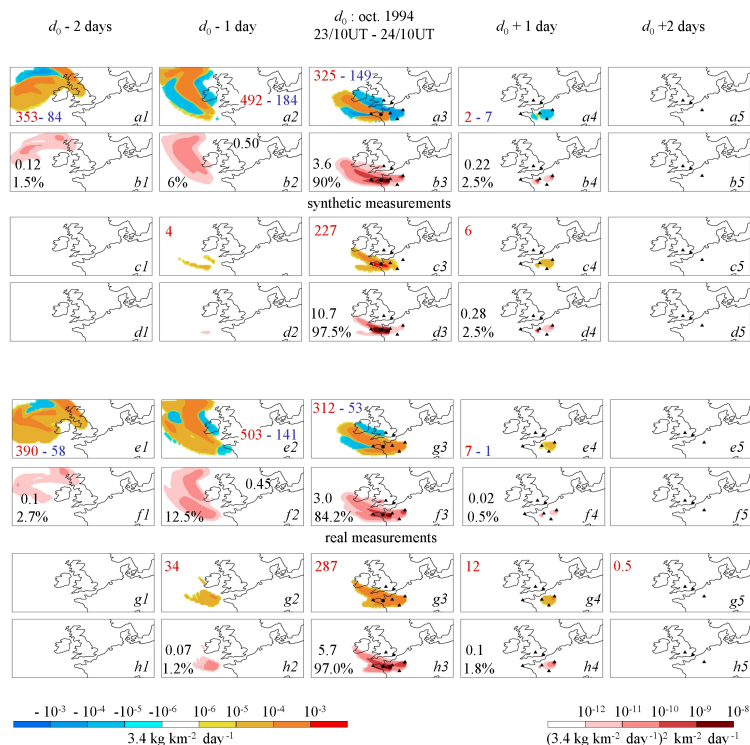 d0 - 2 days
d0 - 1 day
d0 : oct. 1994
23/10UT - 24/10UT
d0 + 1 day
d0 +2 days
353- 84 a1
492 - 184 a2
325 - 149 a3
2 - 7 a4
a5
0.12
1.5% b1
0.50
6% b2
3.6
90% b3
0.22
2.5% b4
b5
synthetic measurements
c1
4 c2
227 c3
6 c4
c5
d1
d2
10.7
97.5% d3
0.28
2.5% d4
d5
390 - 58 e1
503 - 141 e2
312 - 53 g3
7 - 1 e4
e5
0.1
2.7% f1
0.45
12.5% f2
3.0
84.2% f3
0.02
0.5% f4
f5
real measurements
g1
34 g2
287 g3
12 g4
0.5 g5
h1
0.07
1.2% h2
5.7
97.0% h3
0.1
1.8% h4
h5
- 10-3 - 10-4 - 10-5 - 10-6 10-6 10-5 10-4 10-3
3.4 kg km-2 day-1
10-12 10-11 10-10 10-9 10-8
(3.4 kg km-2 day-1)2 km-2 day-1